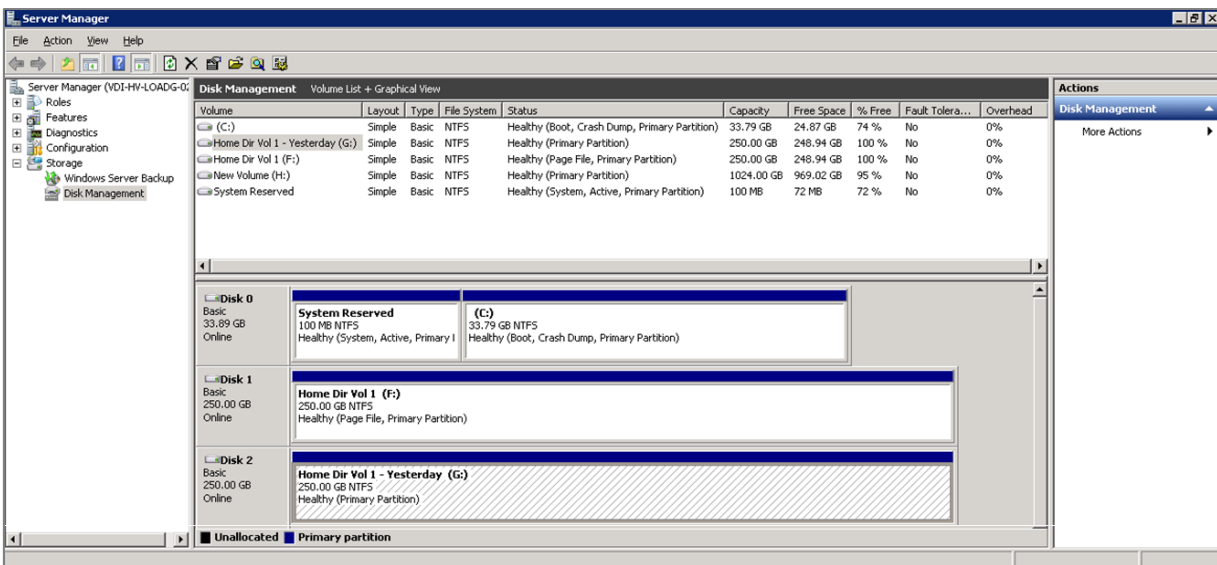 Server Manager
File Action View Help
Server Manager (VDI-HV-LOADG-02
Roles
Features
Diagnostics
Configuration
Storage
Windows Server Backup
Disk Management
Disk Management Volume List + Graphical View
Volume Layout Type File System Status Capacity Free Space % Free Fault Tolera... Overhead
(C:) Simple Basic NTFS Healthy (Boot, Crash Dump, Primary Partition) 33.79 GB 24.87 GB 74 % No 0%
Home Dir Vol 1 - Yesterday (G:) Simple Basic NTFS Healthy (Primary Partition) 250.00 GB 248.94 GB 100 % No 0%
Home Dir Vol 1 (F:) Simple Basic NTFS Healthy (Page File, Primary Partition) 250.00 GB 248.94 GB 100 % No 0%
New Volume (H:) Simple Basic NTFS Healthy (Primary Partition) 1024.00 GB 969.02 GB 95 % No 0%
System Reserved Simple Basic NTFS Healthy (System, Active, Primary Partition) 100 MB 72 MB 72 % No 0%
Disk 0
Basic
33.89 GB
Online
System Reserved
100 MB NTFS
Healthy (System, Active, Primary I
(C:)
33.79 GB NTFS
Healthy (Boot, Crash Dump, Primary Partition)
Disk 1
Basic
250.00 GB
Online
Home Dir Vol 1 (F:)
250.00 GB NTFS
Healthy (Page File, Primary Partition)
Disk 2
Basic
250.00 GB
Online
Home Dir Vol 1 - Yesterday (G:)
250.00 GB NTFS
Healthy (Primary Partition)
Unallocated Primary partition
Actions
Disk Management
More Actions